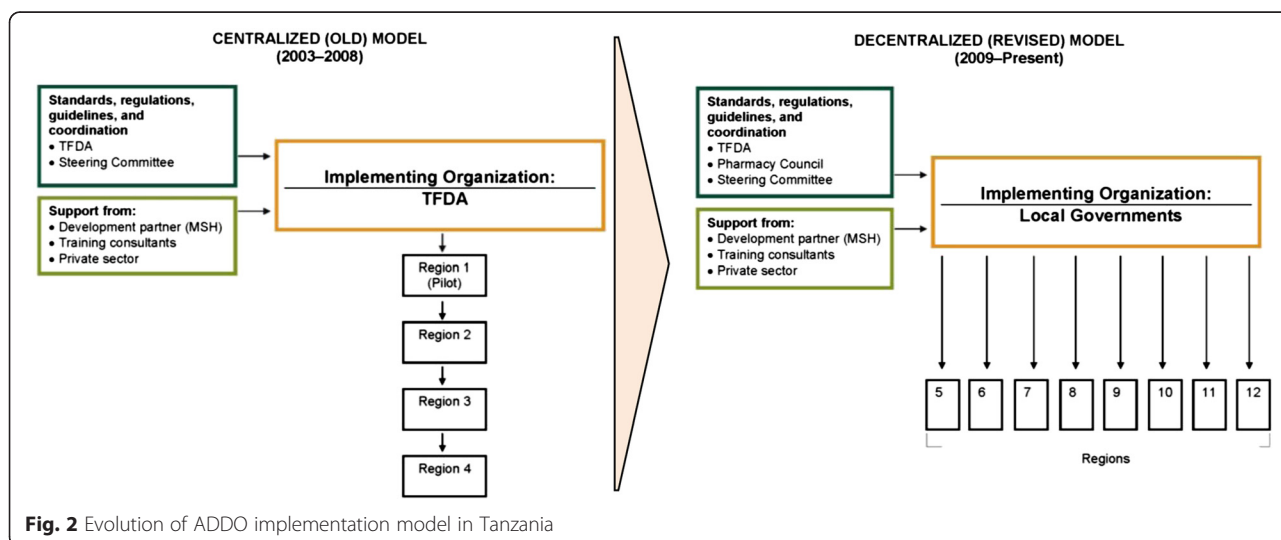 CENTRALIZED (OLD) MODEL
(2003–2008)
Standards, regulations,
guidelines, and
coordination
• TFDA
• Steering Committee
Support from:
• Development partner (MSH)
• Training consultants
• Private sector
Implementing Organization:
TFDA
Region 1
(Pilot)
Region 2
Region 3
Region 4
DECENTRALIZED (REVISED) MODEL
(2009–Present)
Standards, regulations,
guidelines, and
coordination
• TFDA
• Pharmacy Council
• Steering Committee
Support from:
• Development partner (MSH)
• Training consultants
• Private sector
Implementing Organization:
Local Governments
5 6 7 8 9 10 11 12
Regions
Fig. 2 Evolution of ADDO implementation model in Tanzania